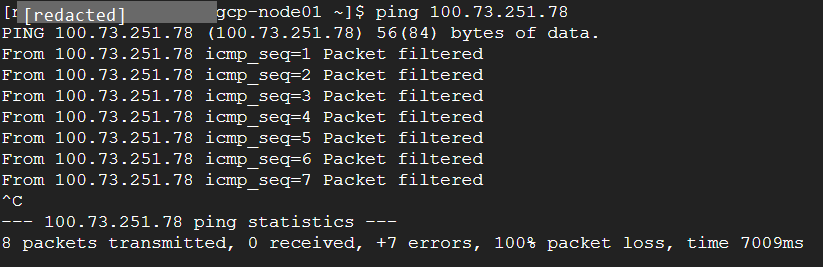 [redacted]gcp-node01 ~]$ ping 100.73.251.78
PING 100.73.251.78 (100.73.251.78) 56(84) bytes of data.
From 100.73.251.78 icmp_seq=1 Packet filtered
From 100.73.251.78 icmp_seq=2 Packet filtered
From 100.73.251.78 icmp_seq=3 Packet filtered
From 100.73.251.78 icmp_seq=4 Packet filtered
From 100.73.251.78 icmp_seq=5 Packet filtered
From 100.73.251.78 icmp_seq=6 Packet filtered
From 100.73.251.78 icmp_seq=7 Packet filtered
^C
--- 100.73.251.78 ping statistics ---
8 packets transmitted, 0 received, +7 errors, 100% packet loss, time 7009ms